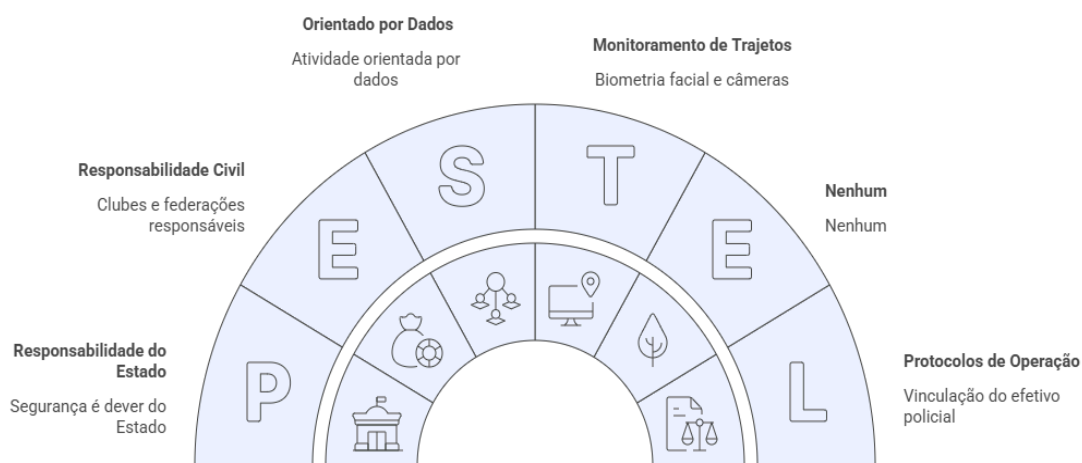 Orientado por Dados
Atividade orientada por
dados
Monitoramento de Trajetos
Biometria facial e câmeras
Responsabilidade Civil
Clubes e federações
responsáveis
Nenhum
Nenhum
Responsabilidade do
Estado
Segurança é dever do
Estado
Protocolos de Operação
Vinculação do efetivo
policial
P
E
S
T
E
L